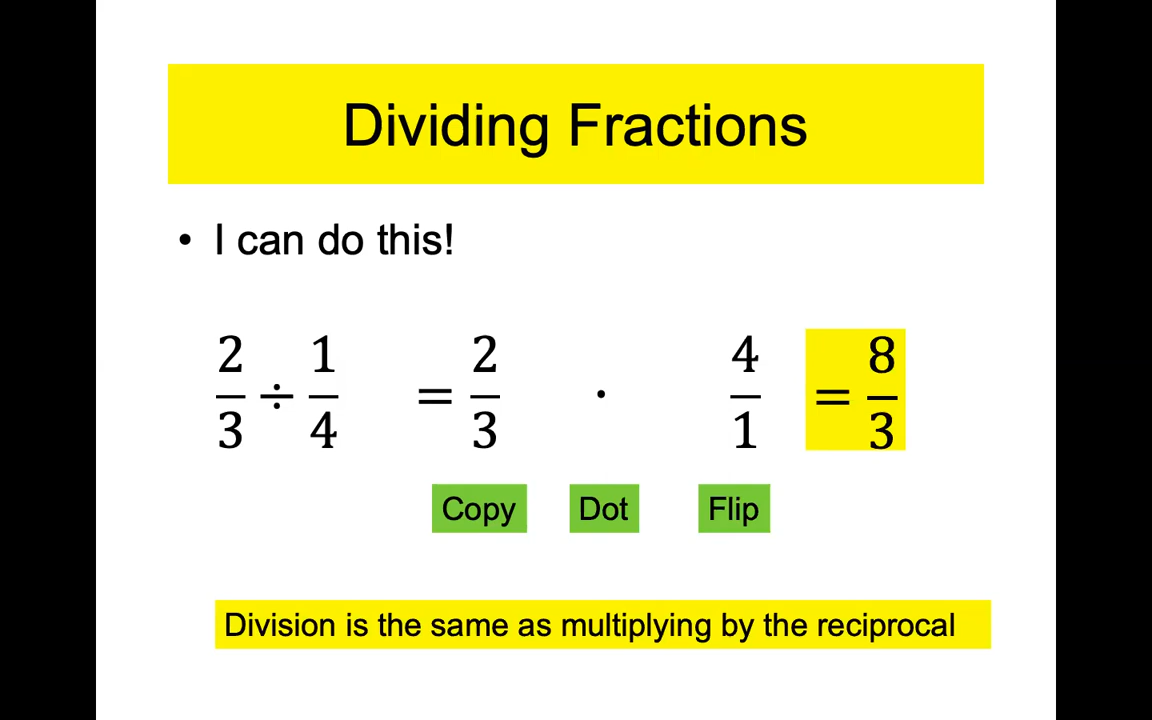 Dividing Fractions
• I can do this!
2/3 ÷ 1/4 = 2/3 · 4/1 = 8/3
Copy Dot Flip
Division is the same as multiplying by the reciprocal